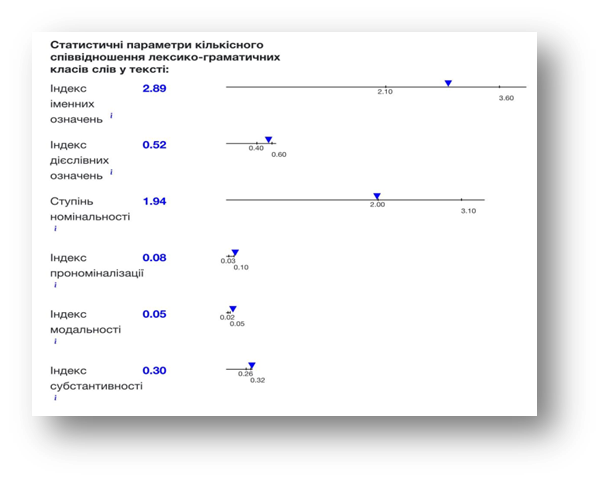 Статистичні параметри кількісного
співвідношення лексико-граматичних
класів слів у тексті:
Індекс 2.89
іменних
означень i
2.10
3.60
Індекс 0.52
дієслівних
означень i
0.40
0.60
Ступінь 1.94
номінальності
i
2.00
3.10
Індекс 0.08
прономіналізації
i
0.03
0.10
Індекс 0.05
модальності
i
0.02
0.05
Індекс 0.30
субстантивності
i
0.26
0.32